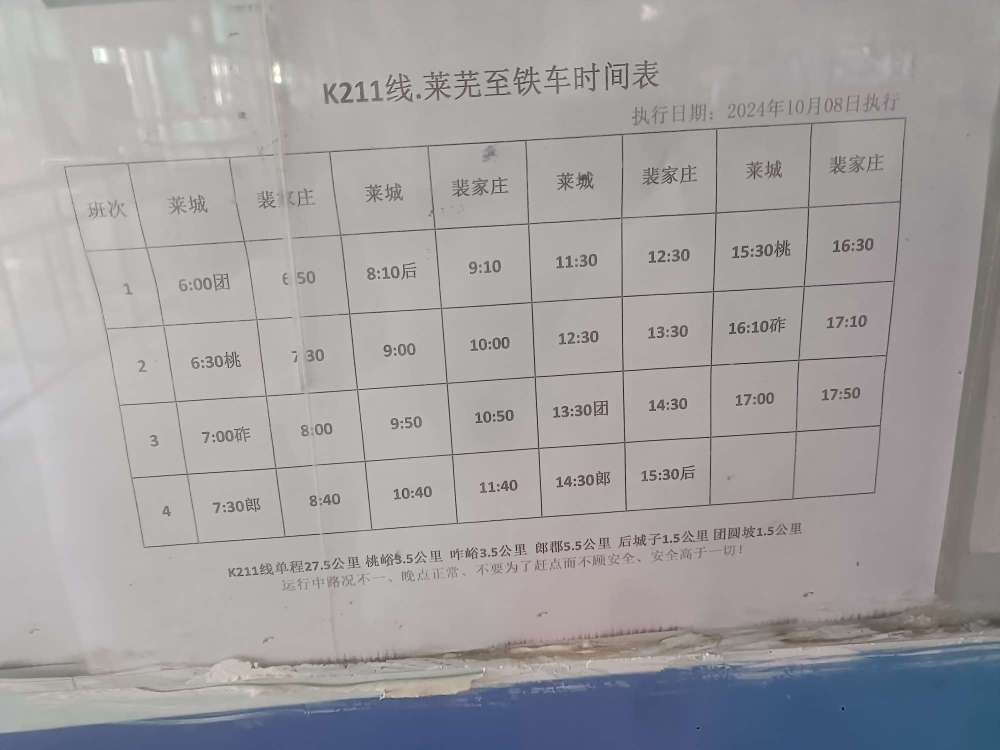 K211线.莱芜至铁车时间表
执行日期：2024年10月08日执行
班次 莱城 裴家庄 莱城 裴家庄 莱城 裴家庄 莱城 裴家庄
1 6:00团 6:50 8:10后 9:10 11:30 12:30 15:30桃 16:30
2 6:30桃 7:30 9:00 10:00 12:30 13:30 16:10砟 17:10
3 7:00砟 8:00 9:50 10:50 13:30团 14:30 17:00 17:50
4 7:30郎 8:40 10:40 11:40 14:30郎 15:30后
K211线单程27.5公里 桃峪5.5公里 咋峪3.5公里 郎郡5.5公里 后城子1.5公里 团圆坡1.5公里
运行中路况不一、晚点正常、不要为了赶点而不顾安全、安全高于一切！